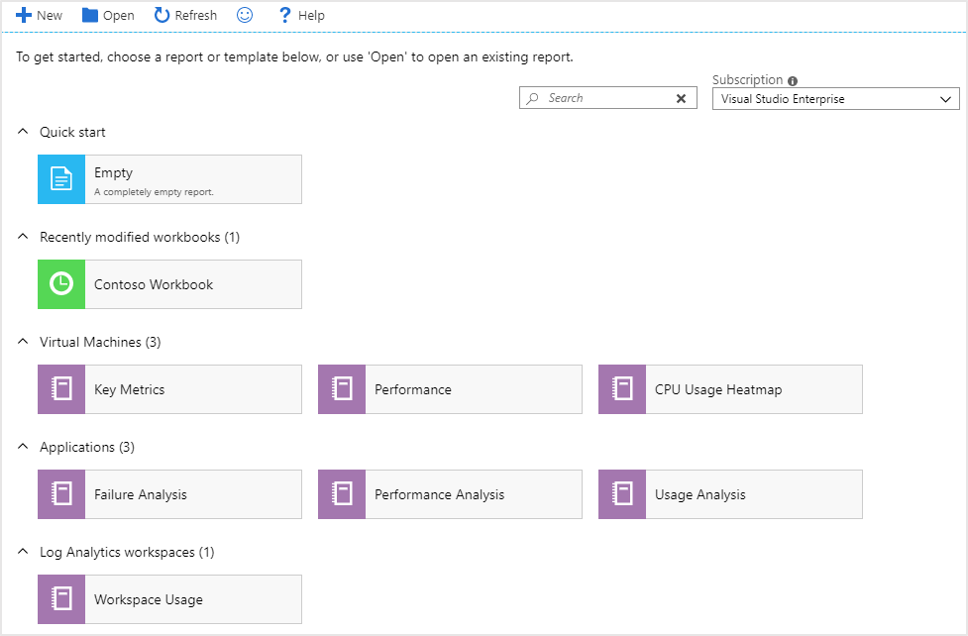 New Open Refresh Help
To get started, choose a report or template below, or use 'Open' to open an existing report.
Subscription
Search
Visual Studio Enterprise
Quick start
Empty
A completely empty report.
Recently modified workbooks (1)
Contoso Workbook
Virtual Machines (3)
Key Metrics Performance CPU Usage Heatmap
Applications (3)
Failure Analysis Performance Analysis Usage Analysis
Log Analytics workspaces (1)
Workspace Usage